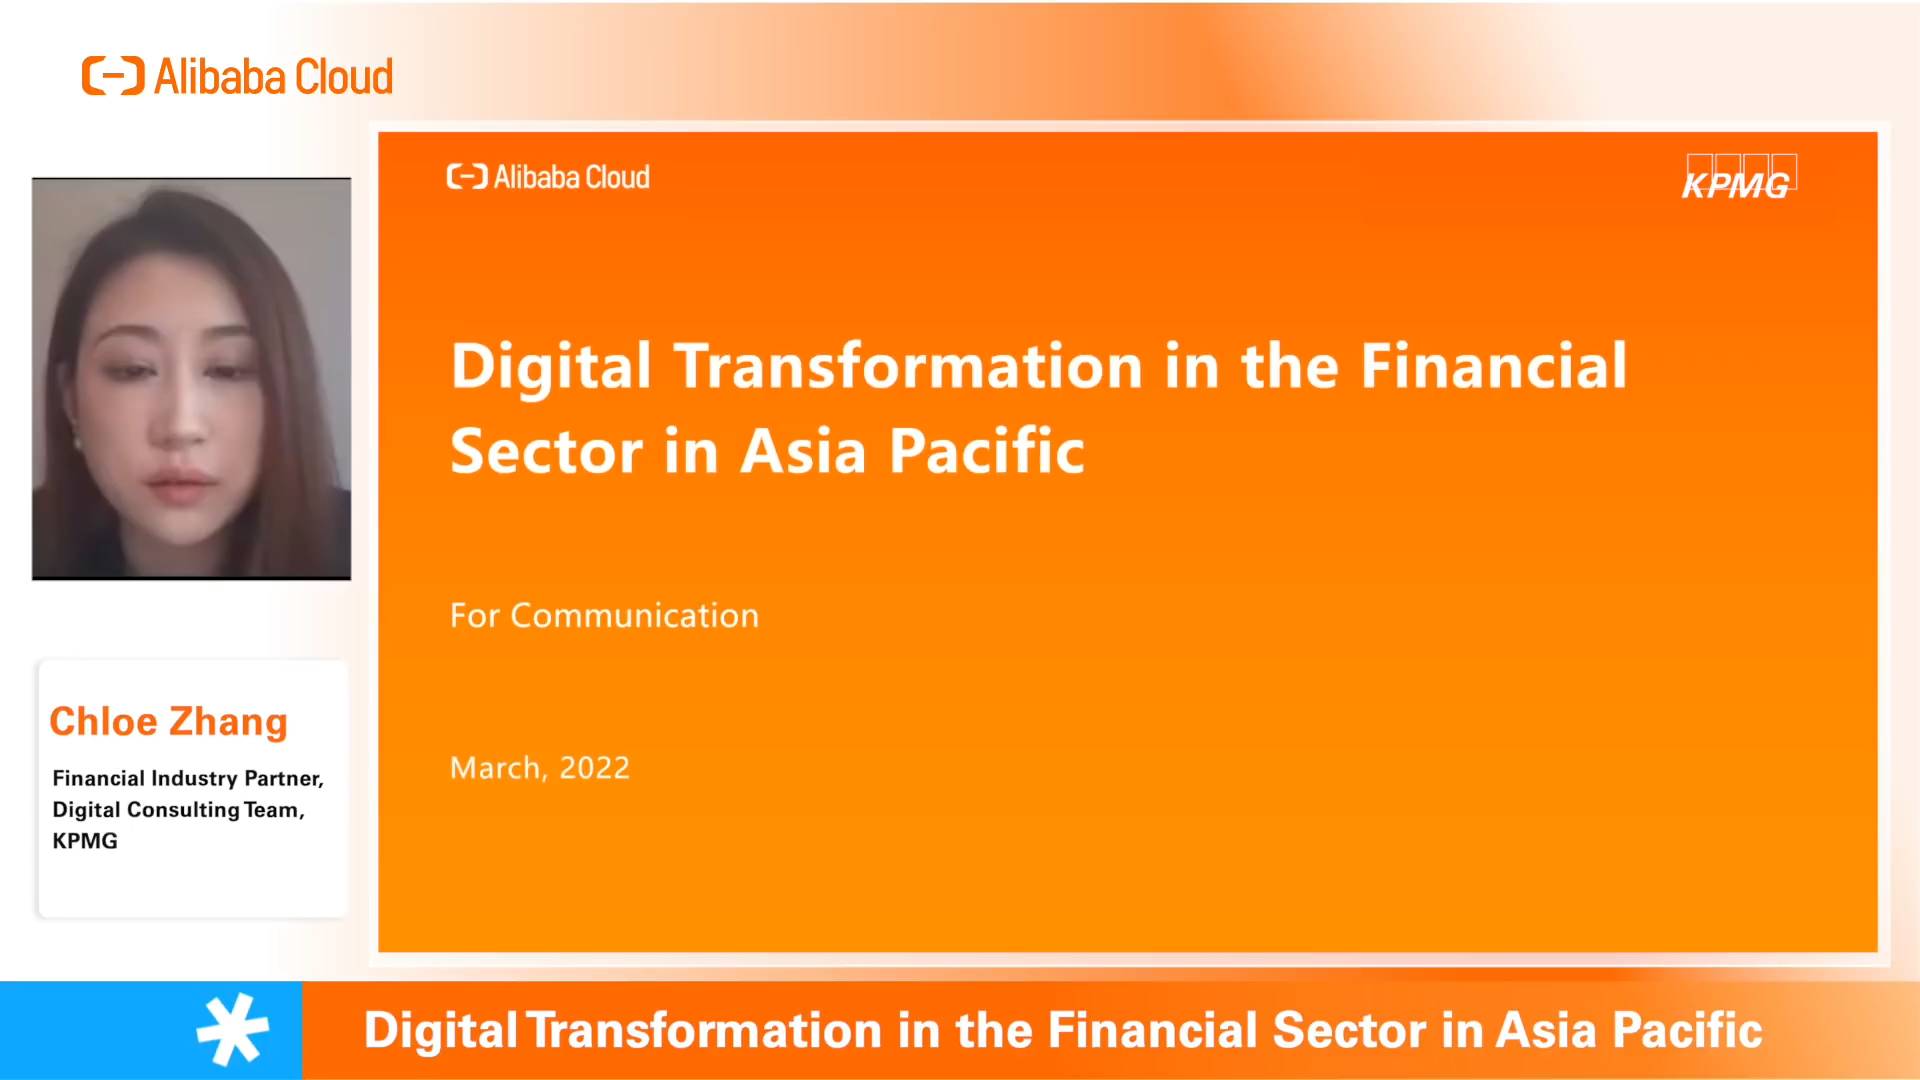 Alibaba Cloud
Alibaba Cloud
KPMG
Digital Transformation in the Financial
Sector in Asia Pacific
For Communication
March, 2022
Chloe Zhang
Financial Industry Partner,
Digital Consulting Team,
KPMG
Digital Transformation in the Financial Sector in Asia Pacific